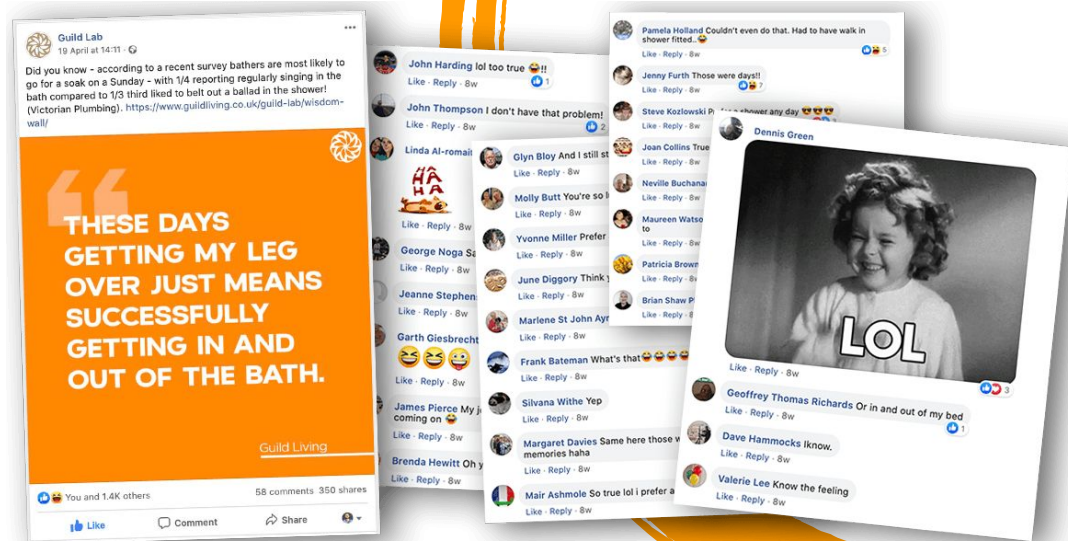 Guild Lab
19 April at 14:11 ·
Did you know - according to a recent survey bathers are most likely to
go for a soak on a Sunday - with 1/4 reporting regularly singing in the
bath compared to 1/3 third liked to belt out a ballad in the shower!
(Victorian Plumbing). https://www.guildliving.co.uk/guild-lab/wisdom-
wall/
THESE DAYS
GETTING MY LEG
OVER JUST MEANS
SUCCESSFULLY
GETTING IN AND
OUT OF THE BATH.
Guild Living
You and 1.4K others
58 comments 350 shares
Like
Comment
Share
John Harding lol too true 😂!!
Like · Reply · 8w
1
John Thompson I don't have that problem!
Like · Reply · 8w
2
Linda Al-romait
HA
HA
Like · Reply · 8w
George Noga
Like · Reply · 8w
Jeanne Stephen
Like · Reply · 8w
Garth Giesbrecht
😆😆🤪
Like · Reply · 8w
James Pierce My
coming on 😂
Like · Reply · 8w
Brenda Hewitt Oh
Like · Reply · 8w
Glyn Bloy And I still
Like · Reply · 8w
Molly Butt You're so
Like · Reply · 8w
Yvonne Miller Prefer
Like · Reply · 8w
June Diggory Think
Like · Reply · 8w
Marlene St John
Like · Reply · 8w
Frank Bateman What's that😂😂😂😂
Like · Reply · 8w
Silvana Withe Yep
Like · Reply · 8w
Margaret Davies Same here those
memories haha
Like · Reply · 8w
Mair Ashmole So true lol i prefer a
Like · Reply · 8w
Pamela Holland Couldn't even do that. Had to have walk in
shower fitted..😂
Like · Reply · 8w
5
Jenny Furth Those were days!!
Like · Reply · 8w
7
Steve Kozlowski a shower any day 😎😎😎
Like · Reply · 8w
Joan Collins True
Like · Reply · 8w
Neville Buchana
Like · Reply · 8w
Maureen Watso
to
Like · Reply · 8w
Patricia Brown
Like · Reply · 8w
Brian Shaw
Like · Reply · 8w
Dennis Green
LOL
Like · Reply · 8w
3
Geoffrey Thomas Richards Or in and out of my bed
Like · Reply · 8w
1
Dave Hammocks Iknow.
Like · Reply · 8w
Valerie Lee Know the feeling
Like · Reply · 8w